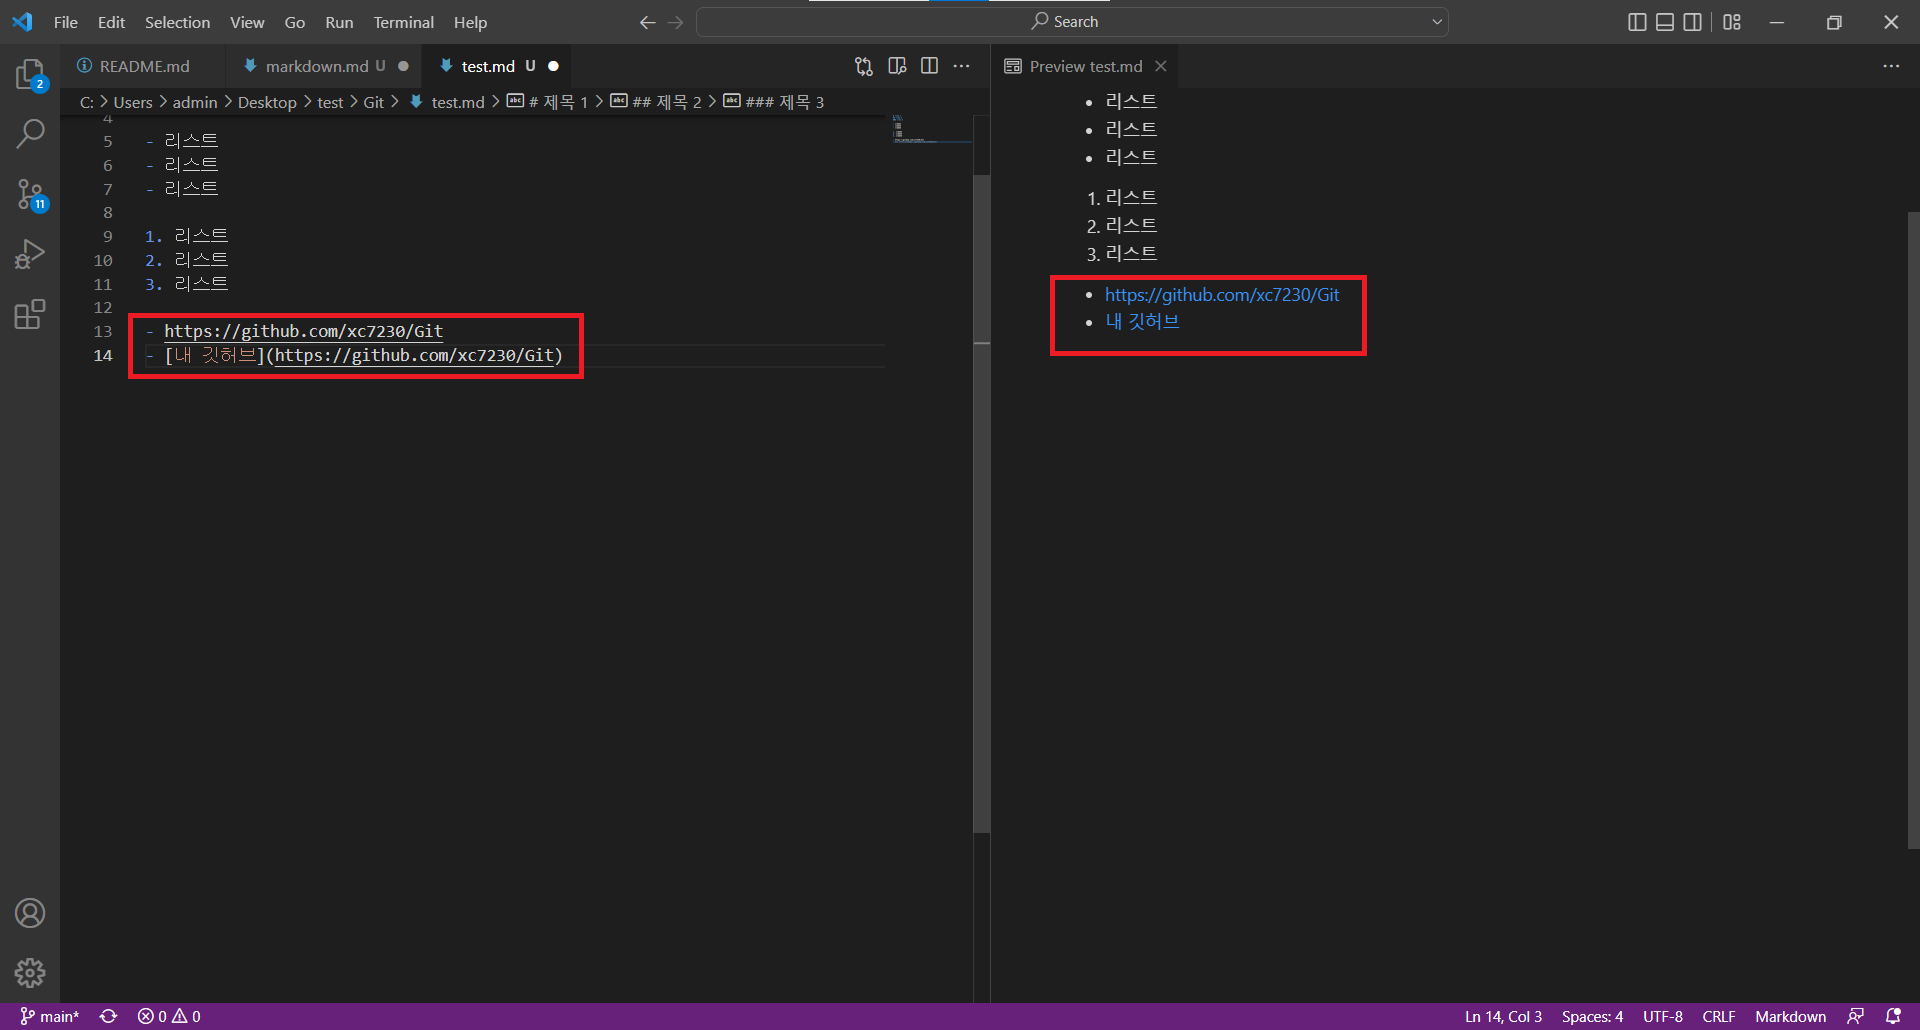 File Edit Selection View Go Run Terminal Help
Search
README.md
markdown.md U
test.md U
Preview test.md
C: > Users > admin > Desktop > test > Git > test.md > # 제목 1 > ## 제목 2 > ### 제목 3
4
5 - 리스트
6 - 리스트
7 - 리스트
8
9 1. 리스트
10 2. 리스트
11 3. 리스트
12
13 - https://github.com/xc7230/Git
14 - [내 깃허브](https://github.com/xc7230/Git)
• 리스트
• 리스트
• 리스트
1. 리스트
2. 리스트
3. 리스트
• https://github.com/xc7230/Git
• 내 깃허브
2
11
main* 0 0
Ln 14, Col 3 Spaces: 4 UTF-8 CRLF Markdown